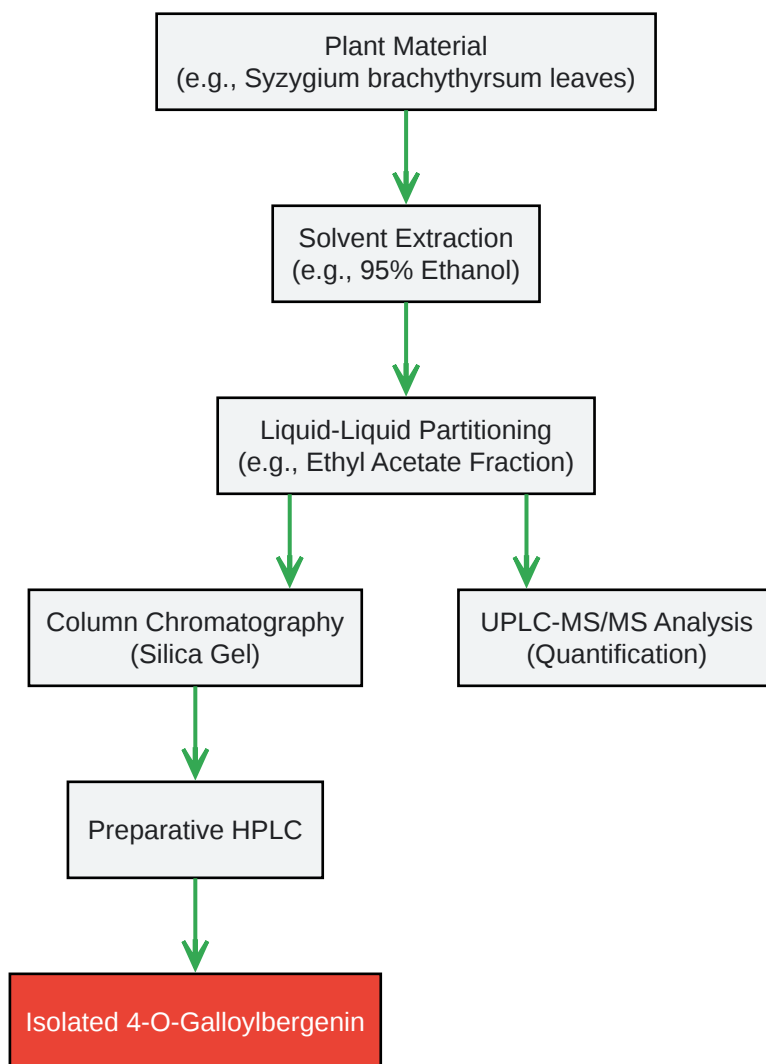 Plant Material
(e.g., Syzygium brachythyrsum leaves)
Solvent Extraction
(e.g., 95% Ethanol)
Liquid-Liquid Partitioning
(e.g., Ethyl Acetate Fraction)
Column Chromatography
(Silica Gel)
UPLC-MS/MS Analysis
(Quantification)
Preparative HPLC
Isolated 4-O-Galloylbergenin